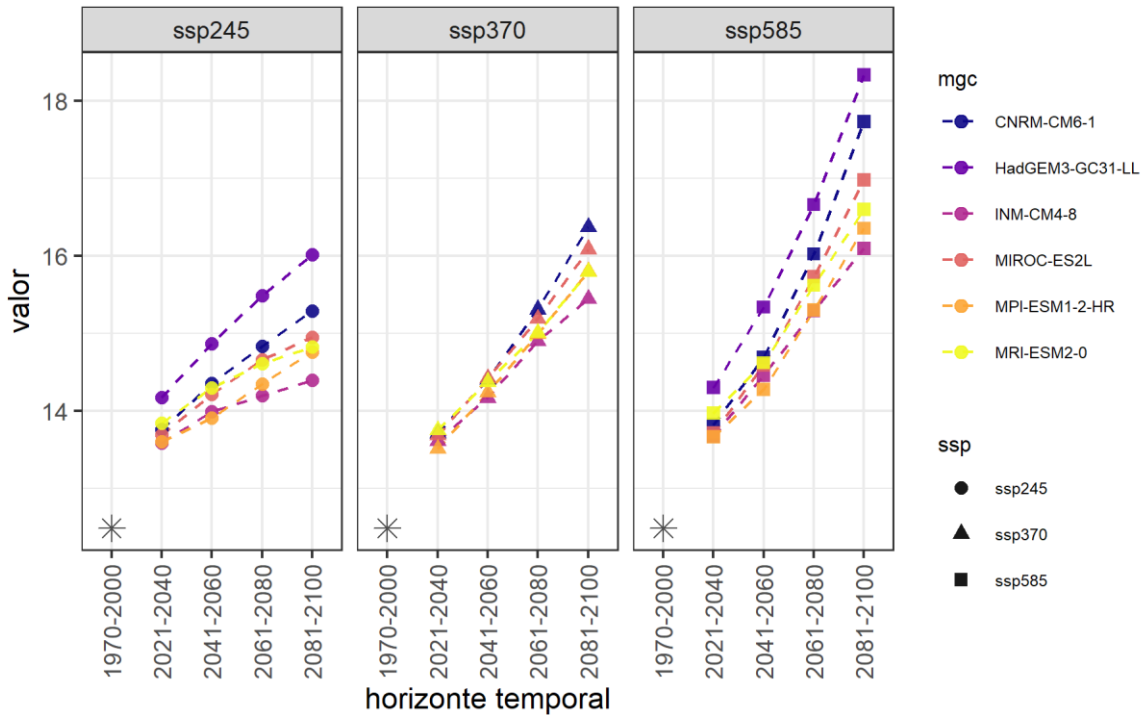 ssp245 ssp370 ssp585
valor
18
16
14
1970-2000 2021-2040 2041-2060 2061-2080 2081-2100 1970-2000 2021-2040 2041-2060 2061-2080 2081-2100 1970-2000 2021-2040 2041-2060 2061-2080 2081-2100
horizonte temporal
mgc
CNRM-CM6-1
HadGEM3-GC31-LL
INM-CM4-8
MIROC-ES2L
MPI-ESM1-2-HR
MRI-ESM2-0
ssp
ssp245
ssp370
ssp585